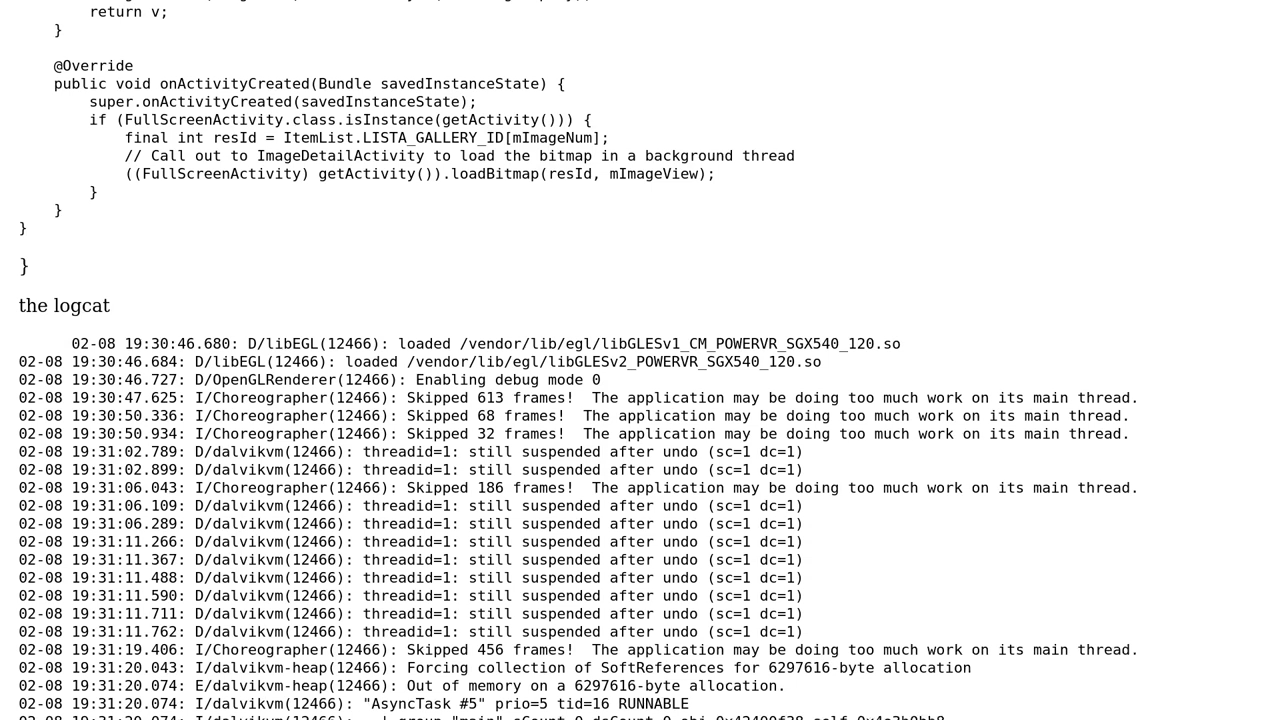 return v;
    }

    @Override
    public void onActivityCreated(Bundle savedInstanceState) {
        super.onActivityCreated(savedInstanceState);
        if (FullScreenActivity.class.isInstance(getActivity())) {
            final int resId = ItemList.LISTA_GALLERY_ID[mImageNum];
            // Call out to ImageDetailActivity to load the bitmap in a background thread
            ((FullScreenActivity) getActivity()).loadBitmap(resId, mImageView);
        }
    }
}
}
the logcat
      02-08 19:30:46.680: D/libEGL(12466): loaded /vendor/lib/egl/libGLESv1_CM_POWERVR_SGX540_120.so
02-08 19:30:46.684: D/libEGL(12466): loaded /vendor/lib/egl/libGLESv2_POWERVR_SGX540_120.so
02-08 19:30:46.727: D/OpenGLRenderer(12466): Enabling debug mode 0
02-08 19:30:47.625: I/Choreographer(12466): Skipped 613 frames!  The application may be doing too much work on its main thread.
02-08 19:30:50.336: I/Choreographer(12466): Skipped 68 frames!  The application may be doing too much work on its main thread.
02-08 19:30:50.934: I/Choreographer(12466): Skipped 32 frames!  The application may be doing too much work on its main thread.
02-08 19:31:02.789: D/dalvikvm(12466): threadid=1: still suspended after undo (sc=1 dc=1)
02-08 19:31:02.899: D/dalvikvm(12466): threadid=1: still suspended after undo (sc=1 dc=1)
02-08 19:31:06.043: I/Choreographer(12466): Skipped 186 frames!  The application may be doing too much work on its main thread.
02-08 19:31:06.109: D/dalvikvm(12466): threadid=1: still suspended after undo (sc=1 dc=1)
02-08 19:31:06.289: D/dalvikvm(12466): threadid=1: still suspended after undo (sc=1 dc=1)
02-08 19:31:11.266: D/dalvikvm(12466): threadid=1: still suspended after undo (sc=1 dc=1)
02-08 19:31:11.367: D/dalvikvm(12466): threadid=1: still suspended after undo (sc=1 dc=1)
02-08 19:31:11.488: D/dalvikvm(12466): threadid=1: still suspended after undo (sc=1 dc=1)
02-08 19:31:11.590: D/dalvikvm(12466): threadid=1: still suspended after undo (sc=1 dc=1)
02-08 19:31:11.711: D/dalvikvm(12466): threadid=1: still suspended after undo (sc=1 dc=1)
02-08 19:31:11.762: D/dalvikvm(12466): threadid=1: still suspended after undo (sc=1 dc=1)
02-08 19:31:19.406: I/Choreographer(12466): Skipped 456 frames!  The application may be doing too much work on its main thread.
02-08 19:31:20.043: I/dalvikvm-heap(12466): Forcing collection of SoftReferences for 6297616-byte allocation
02-08 19:31:20.074: E/dalvikvm-heap(12466): Out of memory on a 6297616-byte allocation.
02-08 19:31:20.074: I/dalvikvm(12466): "AsyncTask #5" prio=5 tid=16 RUNNABLE